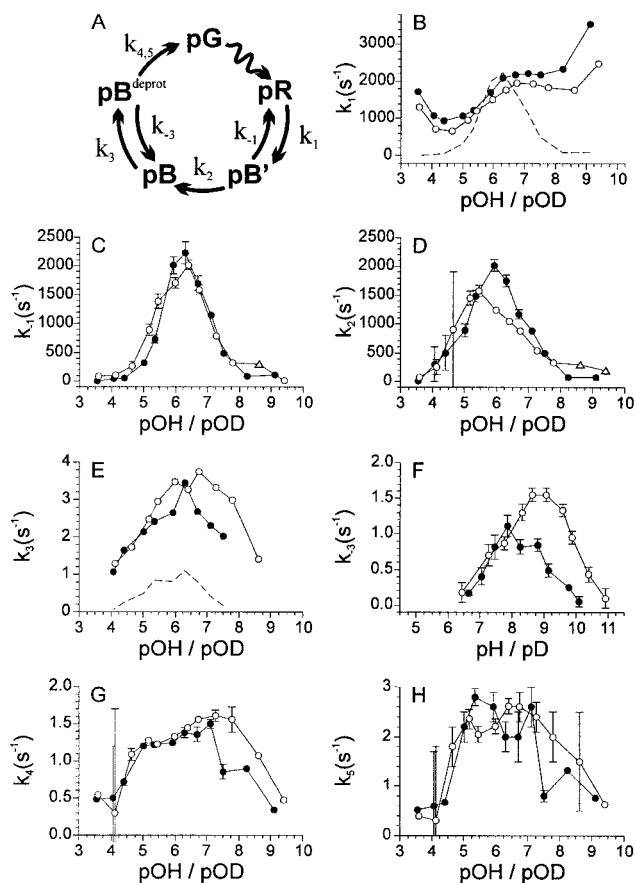 A
k4,5
pG
pB deprot
pR
k-3
k-1
k1
k3
pB
k2
pB'
B
k1(s-1)
3000
2000
1000
0
3 4 5 6 7 8 9 10
pOH / pOD
C
k-1(s-1)
2500
2000
1500
1000
500
0
3 4 5 6 7 8 9 10
pOH / pOD
D
k2(s-1)
2500
2000
1500
1000
500
0
3 4 5 6 7 8 9 10
pOH / pOD
E
k3(s-1)
4
3
2
1
0
3 4 5 6 7 8 9 10
pOH / pOD
F
k-3(s-1)
2.0
1.5
1.0
0.5
0.0
6 7 8 9 10 11
pH / pD
G
k4(s-1)
2.0
1.5
1.0
0.5
0.0
3 4 5 6 7 8 9 10
pOH / pOD
H
k5(s-1)
3
2
1
0
3 4 5 6 7 8 9 10
pOH / pOD